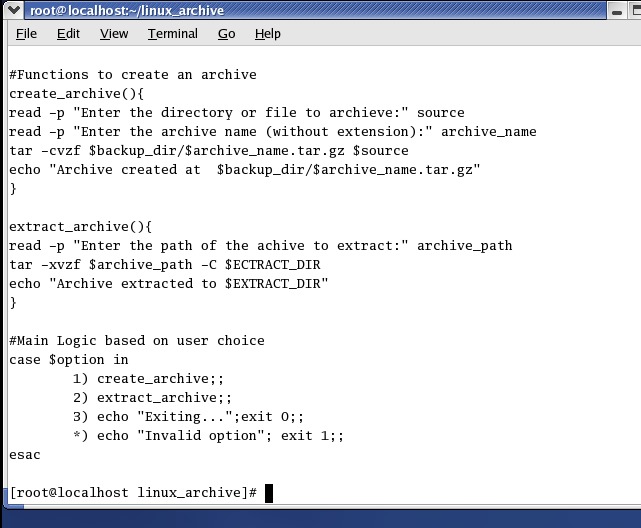 root@localhost:~/linux_archive
File Edit View Terminal Go Help
#Functions to create an archive
create_archive(){
read -p "Enter the directory or file to archieve:" source
read -p "Enter the archive name (without extension):" archive_name
tar -cvzf $backup_dir/$archive_name.tar.gz $source
echo "Archive created at  $backup_dir/$archive_name.tar.gz"
}
extract_archive(){
read -p "Enter the path of the achive to extract:" archive_path
tar -xvzf $archive_path -C $ECTRACT_DIR
echo "Archive extracted to $EXTRACT_DIR"
}
#Main Logic based on user choice
case $option in
        1) create_archive;;
        2) extract_archive;;
        3) echo "Exiting...";exit 0;;
        *) echo "Invalid option"; exit 1;;
esac
[root@localhost linux_archive]#